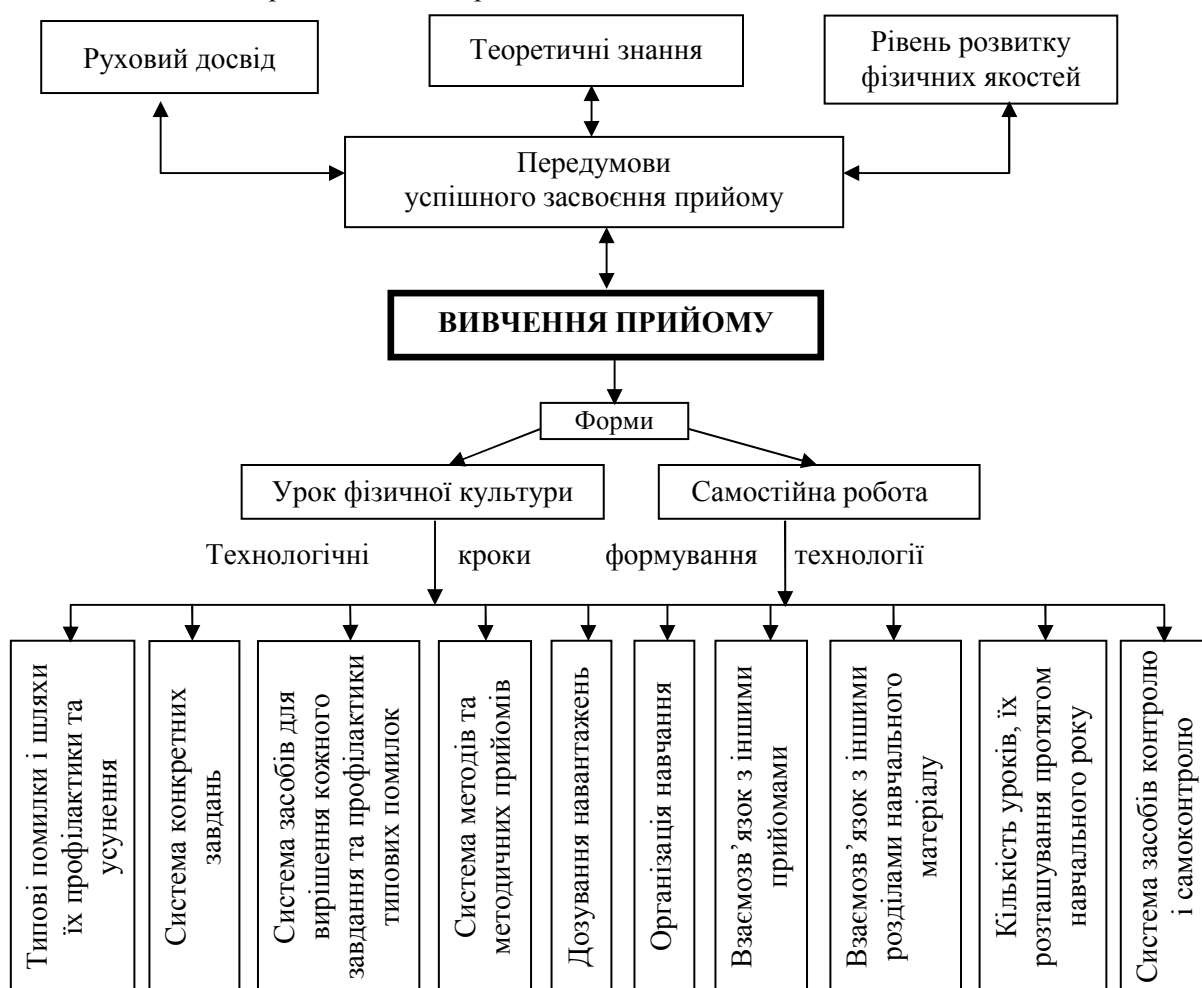 Руховий досвід
Теоретичні знання
Рівень розвитку
фізичних якостей
Передумови
успішного засвоєння прийому
ВИВЧЕННЯ ПРИЙОМУ
Форми
Урок фізичної культури
Самостійна робота
Технологічні кроки формування технології
Типові помилки і шляхи
їх профілактики та
усунення
Система конкретних
завдань
Система засобів для
вирішення кожного
завдання та профілактики
типових помилок
Система методів та
методичних прийомів
Дозування навантажень
Організація навчання
Взаємозв’язок з іншими
прийомами
Взаємозв’язок з іншими
розділами навчального
матеріалу
Кількість уроків, їх
розташування протягом
навчального року
Система засобів контролю
і самоконтролю